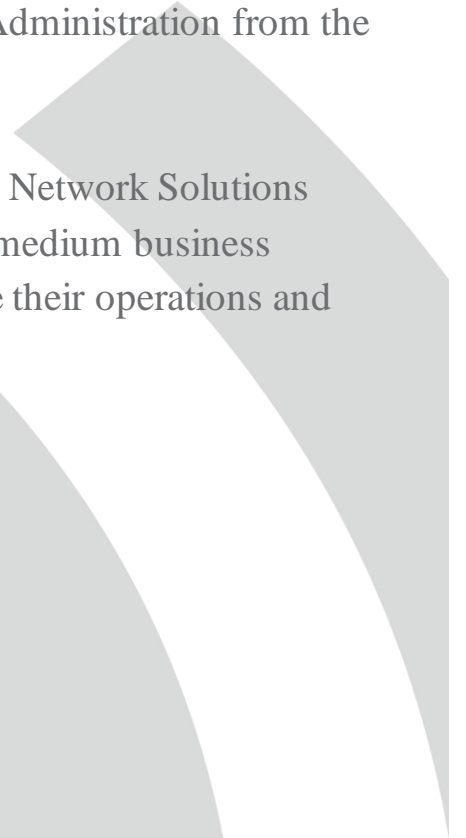 Administration from the
Network Solutions
medium business
their operations and